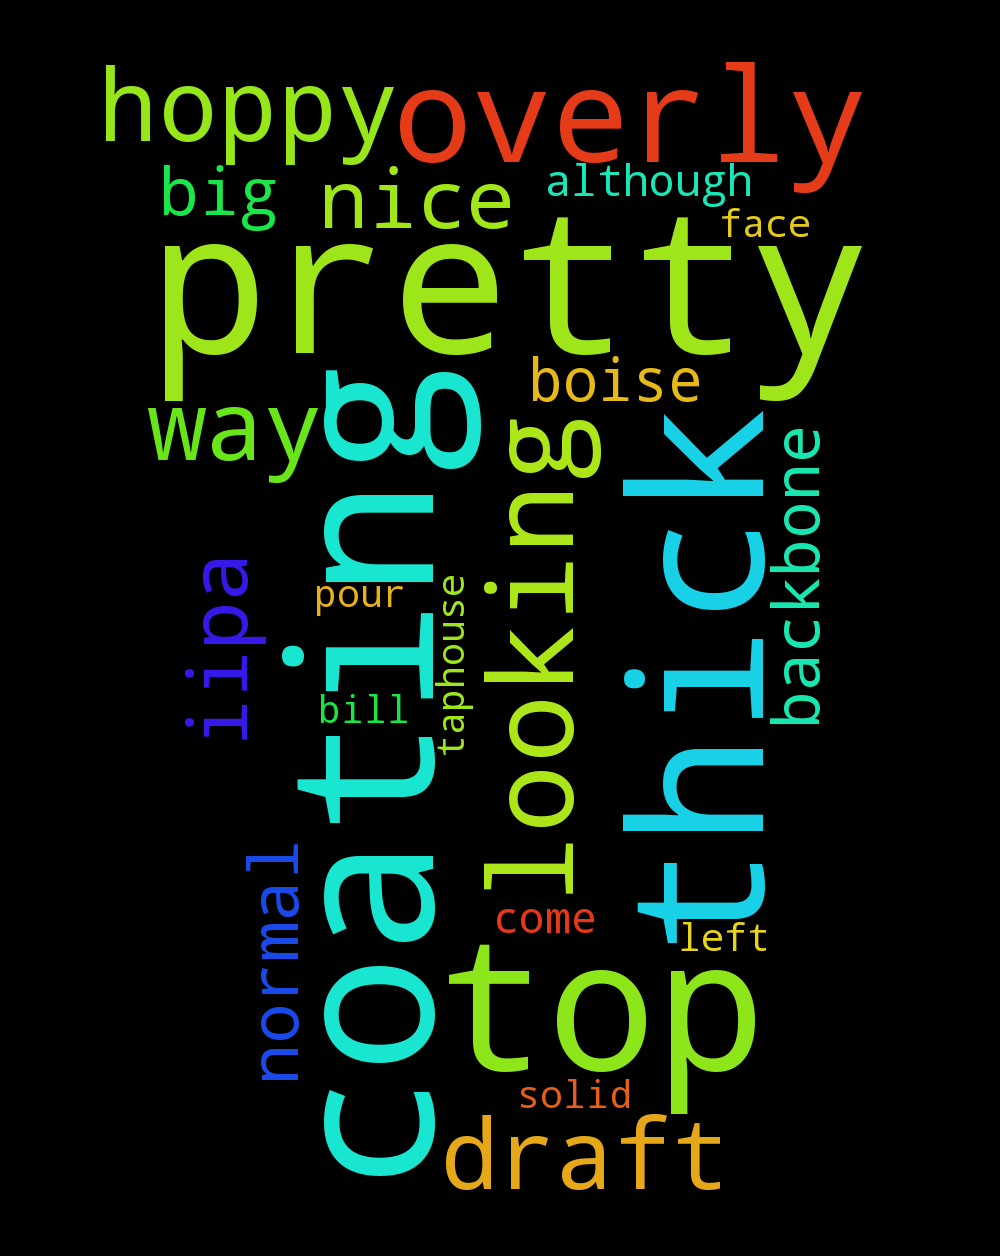 hoppy
overly
big
nice
although
face
pretty
boise
way
coating
looking
thick
backbone
iipa
pour
taphouse
bill
normal
come
left
top
solid
draft